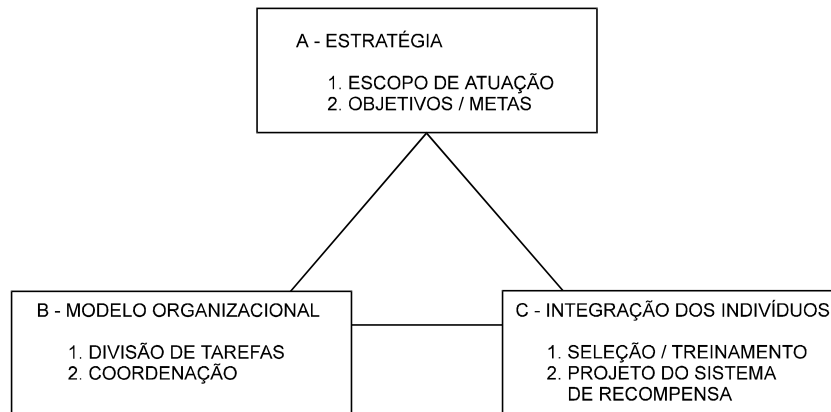 A - ESTRATÉGIA
1. ESCOPO DE ATUAÇÃO
2. OBJETIVOS / METAS
B - MODELO ORGANIZACIONAL
1. DIVISÃO DE TAREFAS
2. COORDENAÇÃO
C - INTEGRAÇÃO DOS INDIVÍDUOS
1. SELEÇÃO / TREINAMENTO
2. PROJETO DO SISTEMA
DE RECOMPENSA